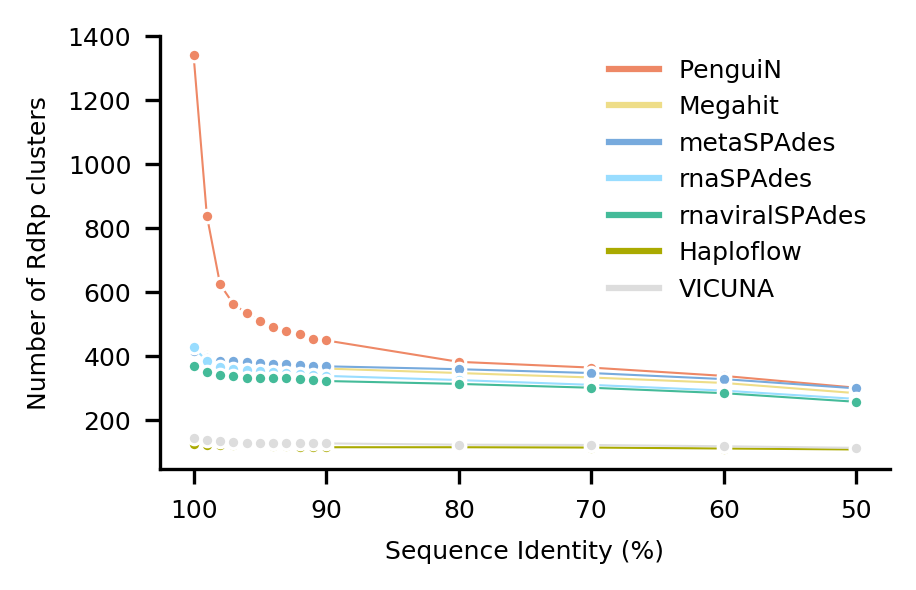 1400
1200
1000
800
600
400
200
Number of RdRp clusters
PenguiN
Megahit
metaSPAdes
rnaSPAdes
rnaviralSPAdes
Haploflow
VICUNA
100 90 80 70 60 50
Sequence Identity (%)